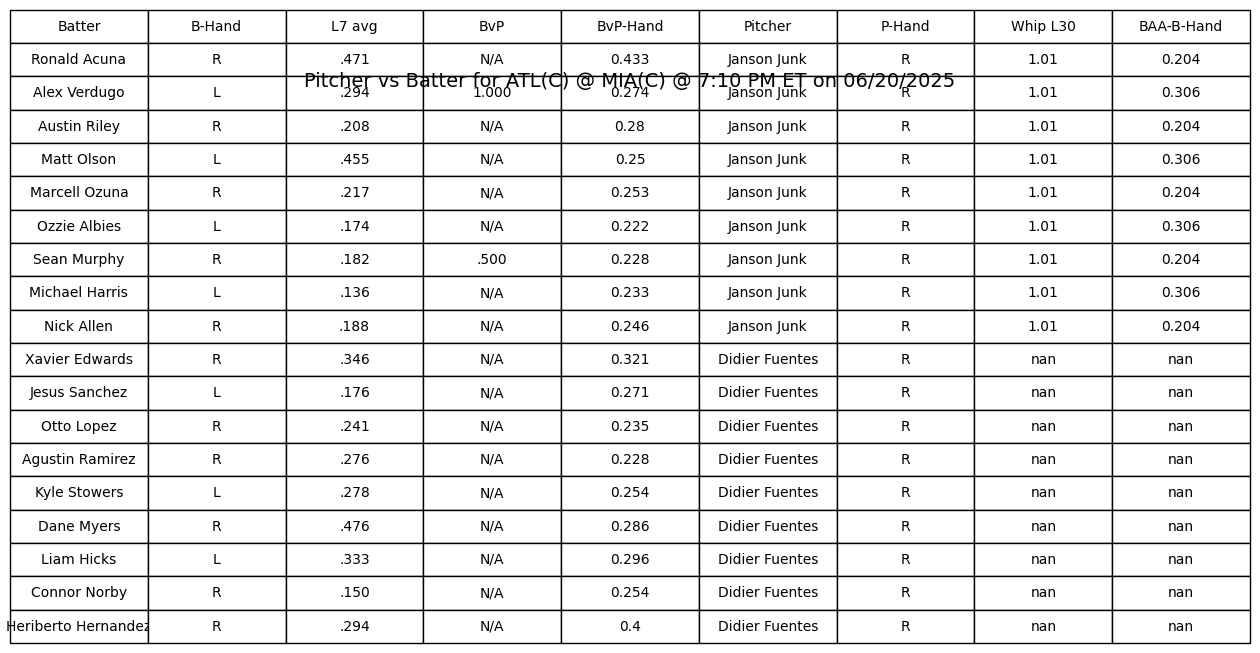 Batter B-Hand L7 avg BvP BvP-Hand Pitcher P-Hand Whip L30 BAA-B-Hand
Ronald Acuna R .471 N/A 0.433 Janson Junk R 1.01 0.204
Pitcher vs Batter for ATL(C) @ MIA(C) @ 7:10 PM ET on 06/20/2025
Alex Verdugo L .294 1.000 0.274 Janson Junk R 1.01 0.306
Austin Riley R .208 N/A 0.28 Janson Junk R 1.01 0.204
Matt Olson L .455 N/A 0.25 Janson Junk R 1.01 0.306
Marcell Ozuna R .217 N/A 0.253 Janson Junk R 1.01 0.204
Ozzie Albies L .174 N/A 0.222 Janson Junk R 1.01 0.306
Sean Murphy R .182 .500 0.228 Janson Junk R 1.01 0.204
Michael Harris L .136 N/A 0.233 Janson Junk R 1.01 0.306
Nick Allen R .188 N/A 0.246 Janson Junk R 1.01 0.204
Xavier Edwards R .346 N/A 0.321 Didier Fuentes R nan nan
Jesus Sanchez L .176 N/A 0.271 Didier Fuentes R nan nan
Otto Lopez R .241 N/A 0.235 Didier Fuentes R nan nan
Agustin Ramirez R .276 N/A 0.228 Didier Fuentes R nan nan
Kyle Stowers L .278 N/A 0.254 Didier Fuentes R nan nan
Dane Myers R .476 N/A 0.286 Didier Fuentes R nan nan
Liam Hicks L .333 N/A 0.296 Didier Fuentes R nan nan
Connor Norby R .150 N/A 0.254 Didier Fuentes R nan nan
Heriberto Hernandez R .294 N/A 0.4 Didier Fuentes R nan nan